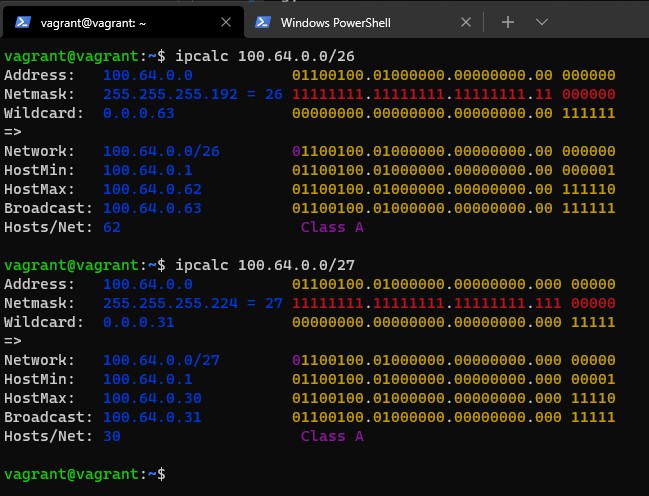 vagrant@vagrant: ~ Windows PowerShell
vagrant@vagrant:~$ ipcalc 100.64.0.0/26
Address: 100.64.0.0 01100100.01000000.00000000.00 000000
Netmask: 255.255.255.192 = 26 11111111.11111111.11111111.11 000000
Wildcard: 0.0.0.63 00000000.00000000.00000000.00 111111
=>
Network: 100.64.0.0/26 01100100.01000000.00000000.00 000000
HostMin: 100.64.0.1 01100100.01000000.00000000.00 000001
HostMax: 100.64.0.62 01100100.01000000.00000000.00 111110
Broadcast: 100.64.0.63 01100100.01000000.00000000.00 111111
Hosts/Net: 62 Class A
vagrant@vagrant:~$ ipcalc 100.64.0.0/27
Address: 100.64.0.0 01100100.01000000.00000000.000 00000
Netmask: 255.255.255.224 = 27 11111111.11111111.11111111.111 00000
Wildcard: 0.0.0.31 00000000.00000000.00000000.000 11111
=>
Network: 100.64.0.0/27 01100100.01000000.00000000.000 00000
HostMin: 100.64.0.1 01100100.01000000.00000000.000 00001
HostMax: 100.64.0.30 01100100.01000000.00000000.000 11110
Broadcast: 100.64.0.31 01100100.01000000.00000000.000 11111
Hosts/Net: 30 Class A
vagrant@vagrant:~$